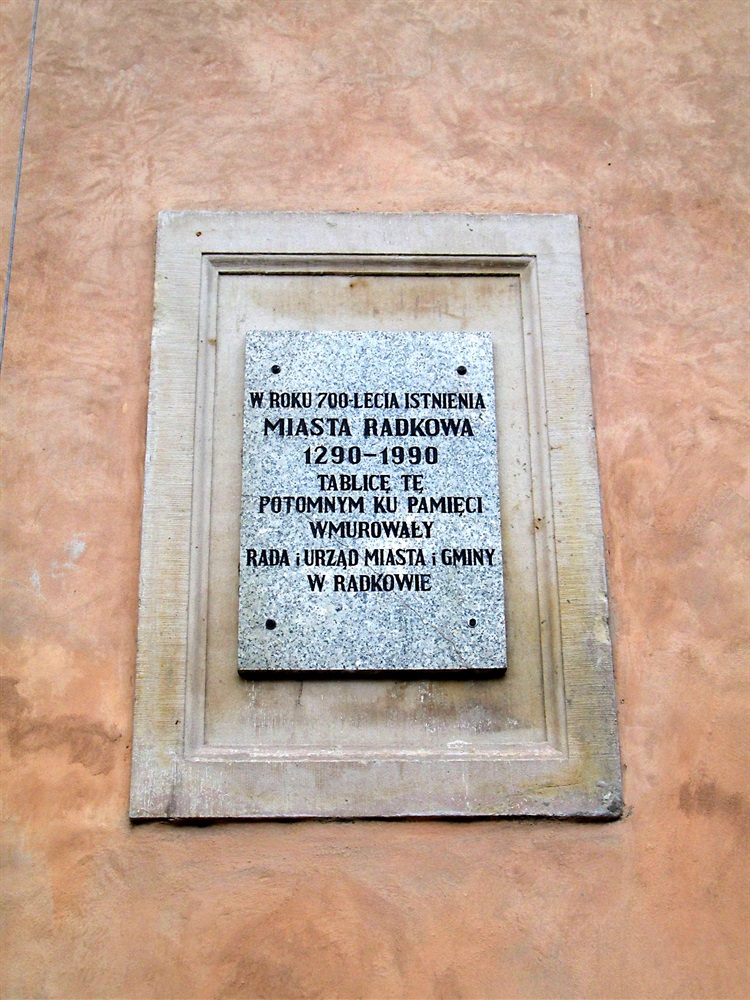 W ROKU 700-LECIA ISTNIENIA
MIASTA RADKOWA
1290-1990
TABLICĘ TĘ
POTOMNYM KU PAMIĘCI
WMUROWAŁY
RADA i URZĄD MIASTA i GMINY
W RADKOWIE